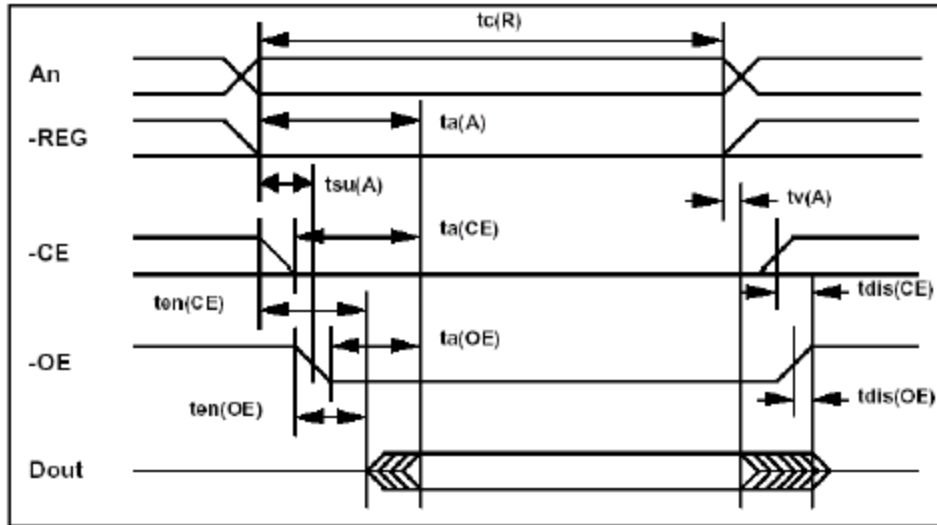 tc(R)
An
ta(A)
-REG
tsu(A)
tv(A)
ta(CE)
-CE
ten(CE)
tdis(CE)
ta(OE)
-OE
ten(OE)
tdis(OE)
Dout